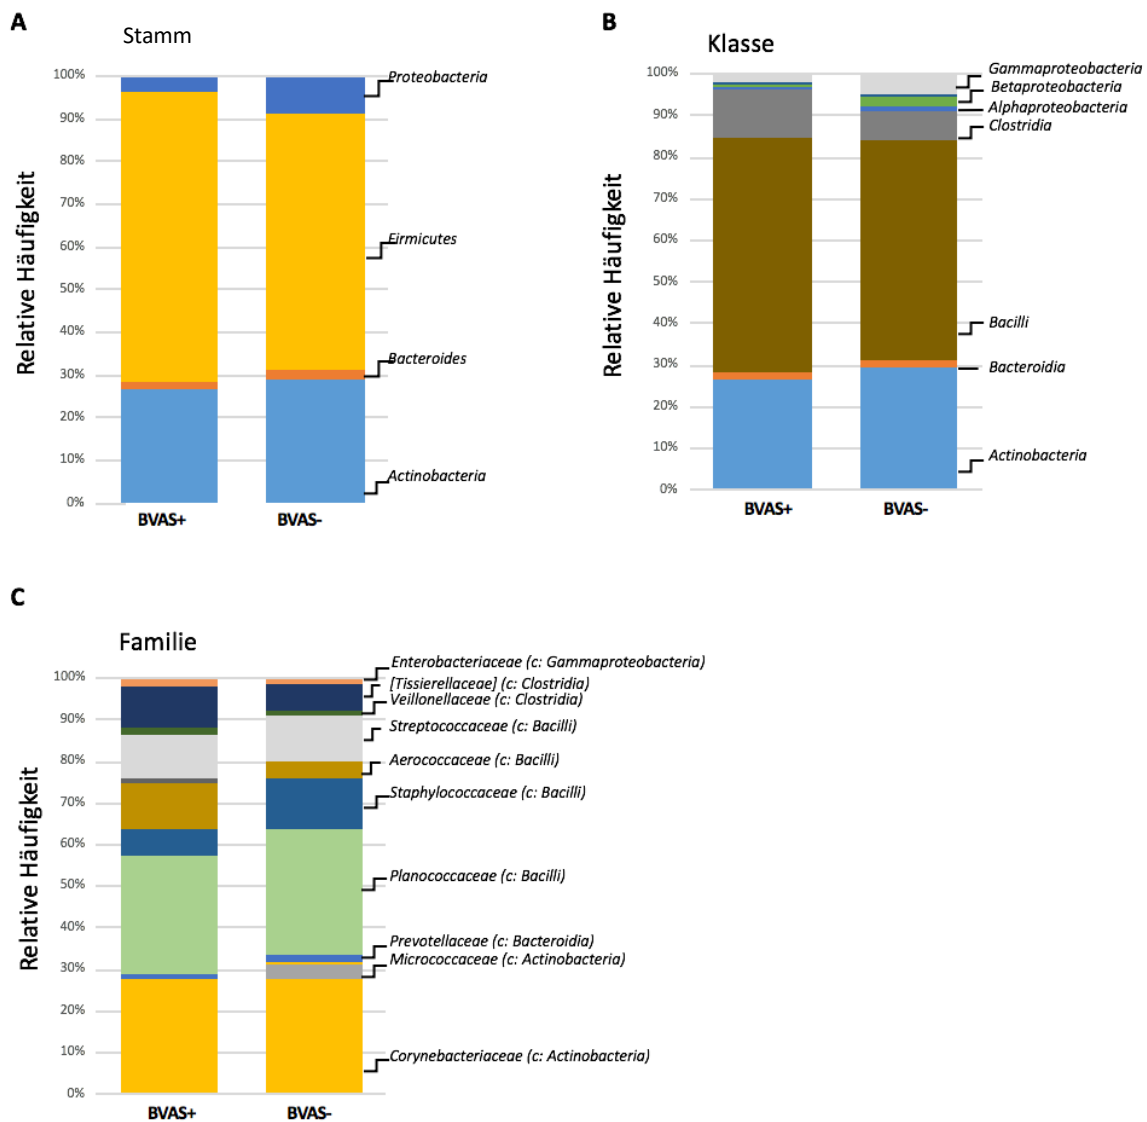 A
Stamm
100%
90%
80%
70%
60%
50%
40%
30%
20%
10%
0%
Relative Häufigkeit
Proteobacteria
Firmicutes
Bacteroides
Actinobacteria
BVAS+
BVAS-
B
Klasse
100%
90%
80%
70%
60%
50%
40%
30%
20%
10%
0%
Relative Häufigkeit
Gammaproteobacteria
Betaproteobacteria
Alphaproteobacteria
Clostridia
Bacilli
Bacteroidia
Actinobacteria
BVAS+
BVAS-
C
Familie
100%
90%
80%
70%
60%
50%
40%
30%
20%
10%
0%
Relative Häufigkeit
Enterobacteriaceae (c: Gammaproteobacteria)
[Tissierellaceae] (c: Clostridia)
Veillonellaceae (c: Clostridia)
Streptococcaceae (c: Bacilli)
Aerococcaceae (c: Bacilli)
Staphylococcaceae (c: Bacilli)
Planococcaceae (c: Bacilli)
Prevotellaceae (c: Bacteroidia)
Micrococcaceae (c: Actinobacteria)
Corynebacteriaceae (c: Actinobacteria)
BVAS+
BVAS-